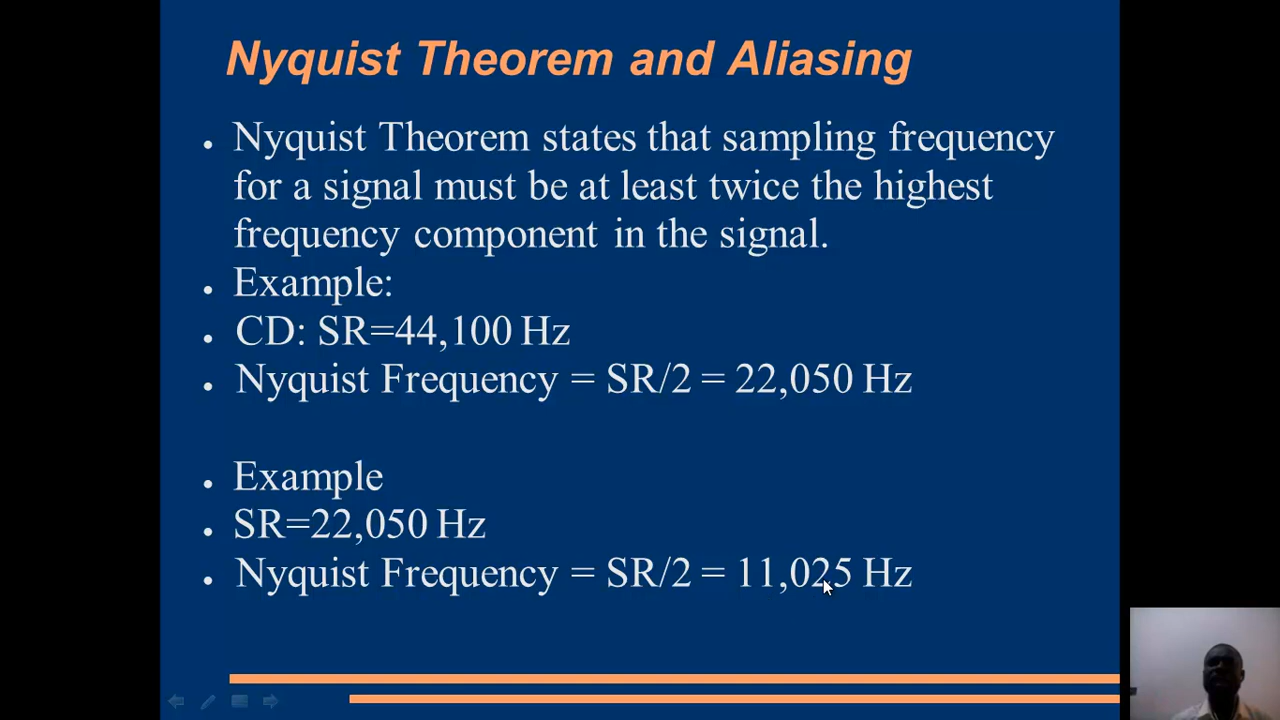 Nyquist Theorem and Aliasing
• Nyquist Theorem states that sampling frequency
for a signal must be at least twice the highest
frequency component in the signal.
• Example:
• CD: SR=44,100 Hz
• Nyquist Frequency = SR/2 = 22,050 Hz
• Example
• SR=22,050 Hz
• Nyquist Frequency = SR/2 = 11,025 Hz